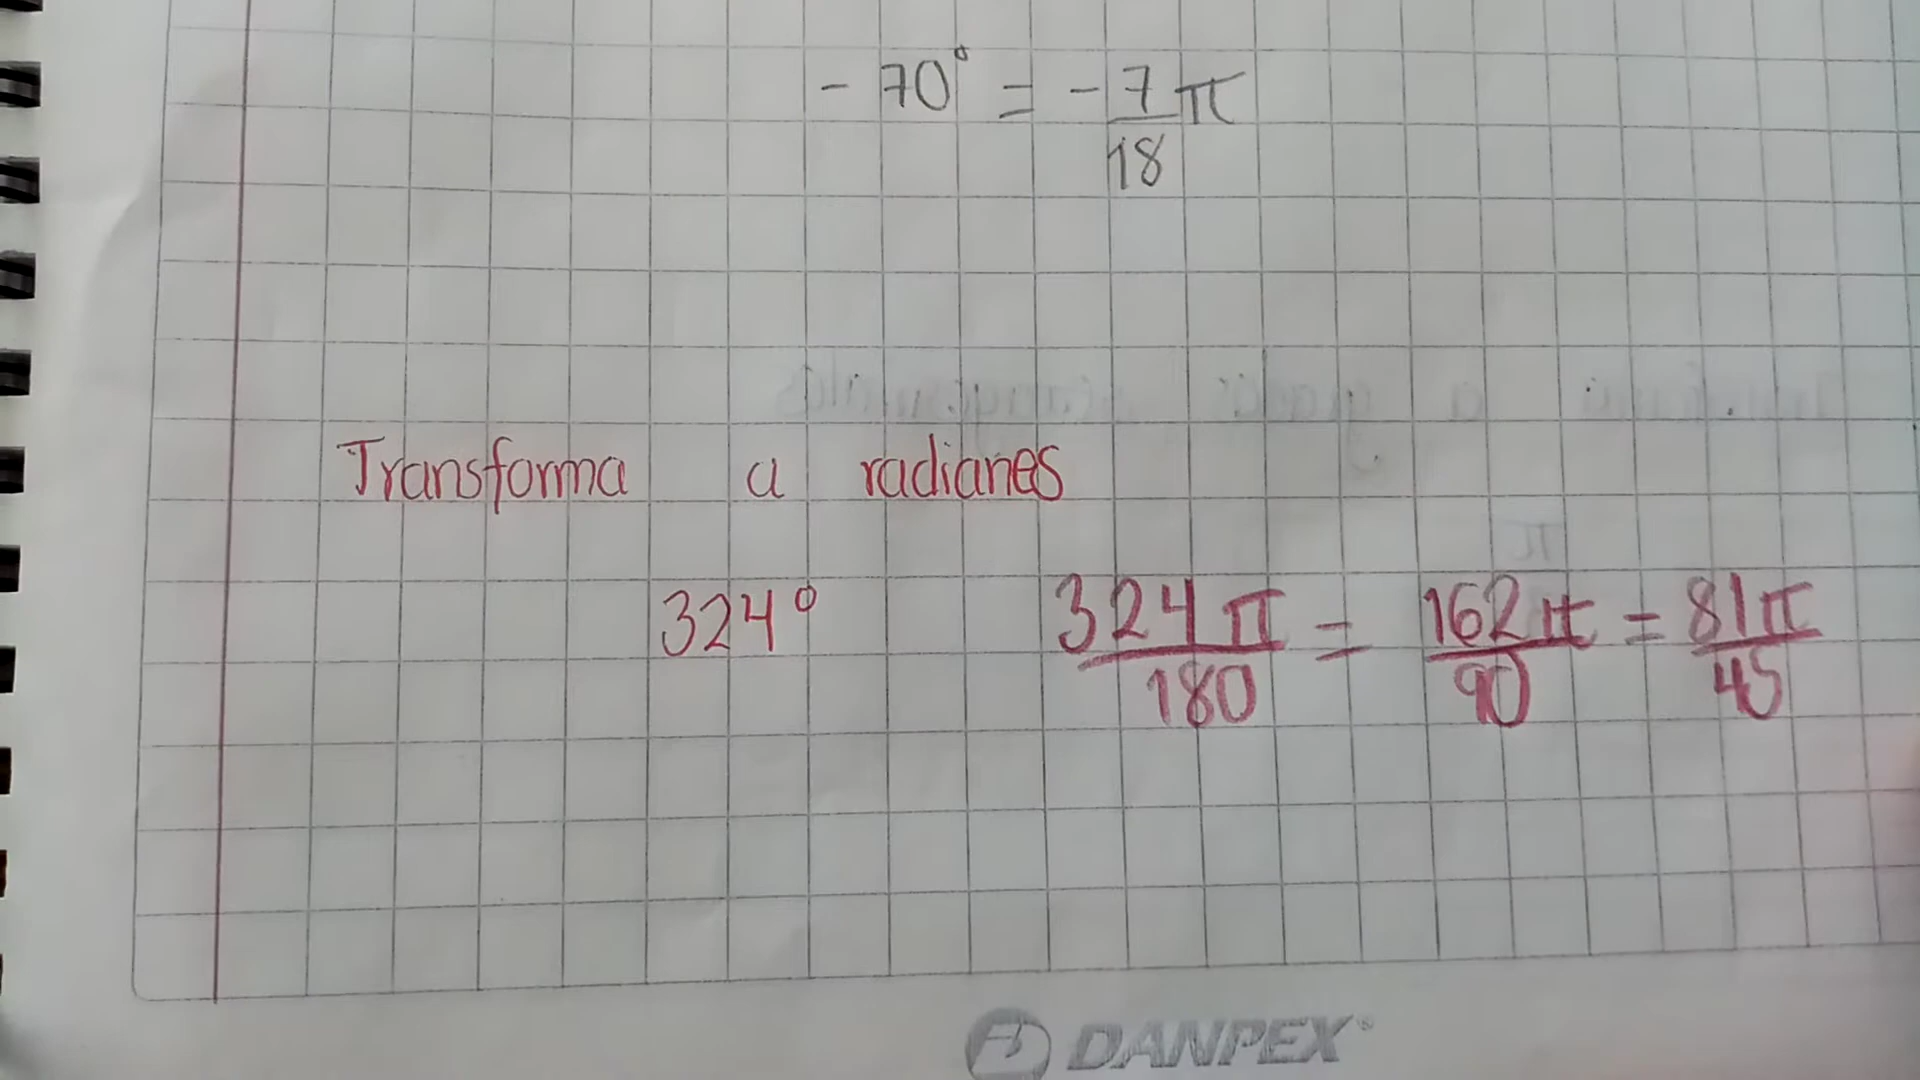 - 70° = - 7/18 π
Transforma a radianes
324° 324π/180 = 162π/90 = 81π/45
DANPEX